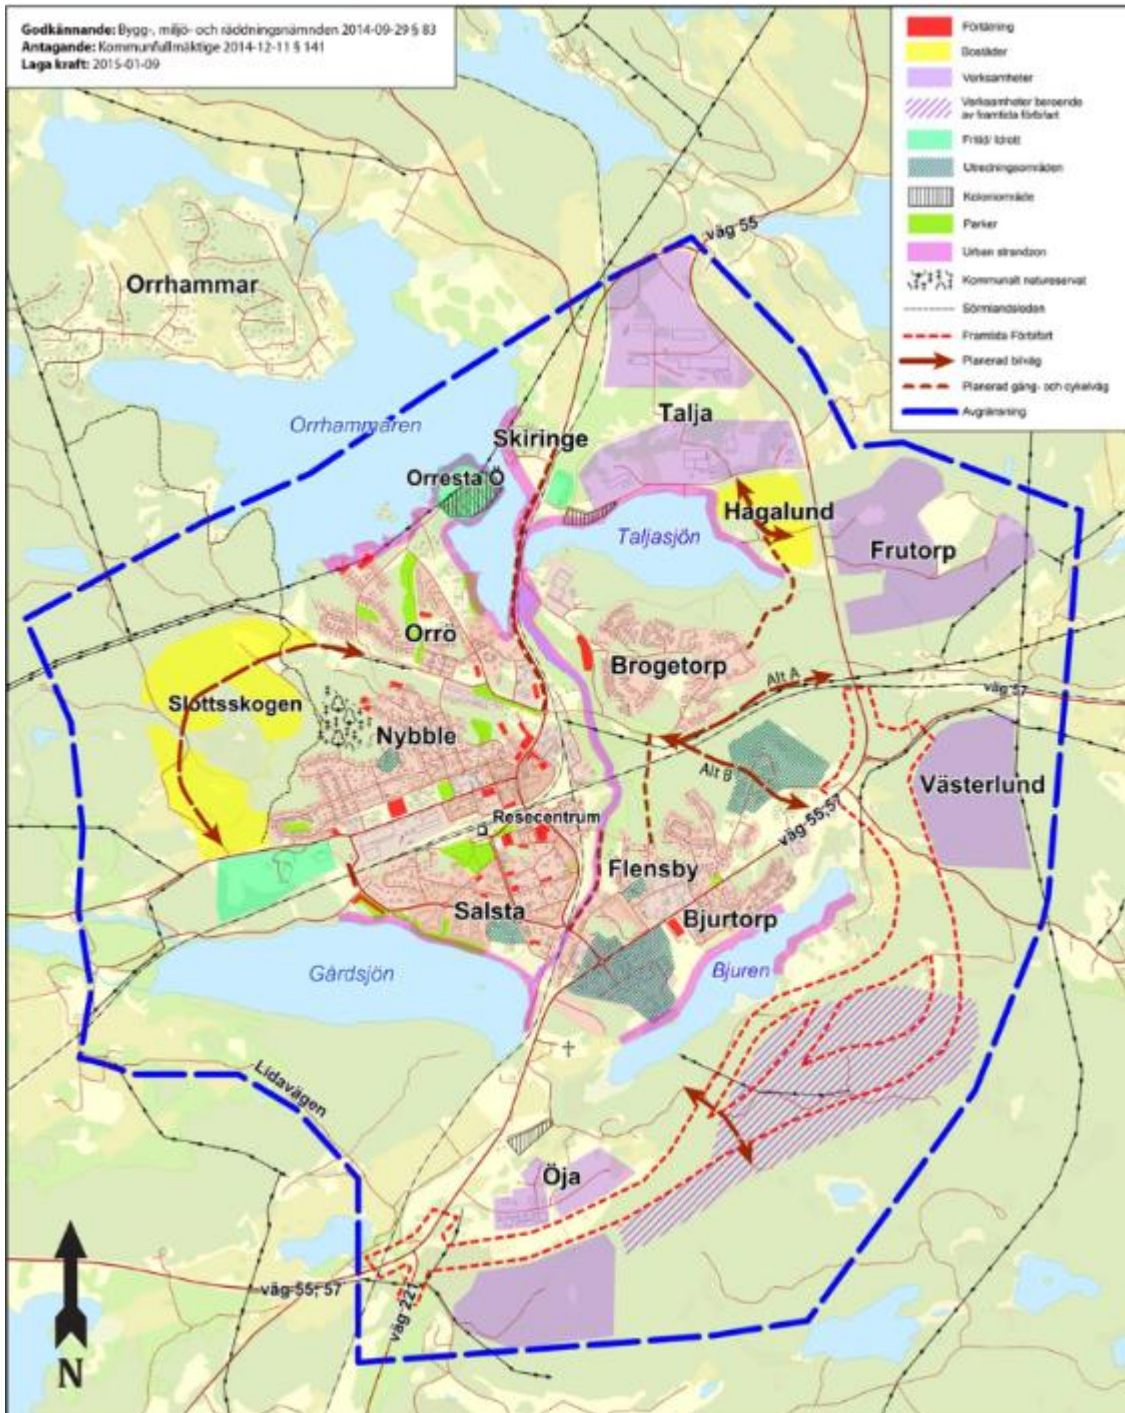 Godkännande: Bygg-, miljö- och räddningsnämnden 2014-09-29 § 83
Antagande: Kommunfullmäktige 2014-12-11 § 141
Laga kraft: 2015-01-09
Förtätning
Bostäder
Verksamheter
Verksamheter beroende
av framtida förbifart
Fritid/ Idrott
Utredningsområden
Koloniområde
Parker
Urban strandzon
Kommunalt naturreservat
Sörmlandsleden
Framtida Förbifart
Planerad bilväg
Planerad gång- och cykelväg
Avgränsning
väg 55
Orrhammar
Orrhammaren
Skiringe
Talja
Orresta Ö
Hagalund
Taljasjön
Frutorp
Orrö
Brogetorp
Alt A
väg 57
Slottsskogen
Nybble
Alt B
Västerlund
Resecentrum
väg 55;57
Flensby
Salsta
Bjurtorp
Gårdsjön
Bjuren
Lidavägen
Öja
väg 55; 57
väg 221
N